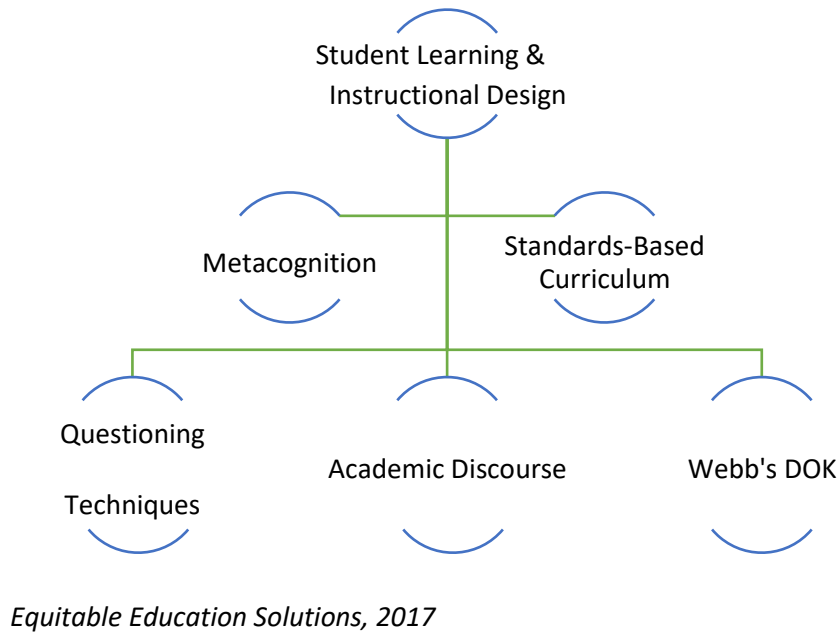 Student Learning &
Instructional Design
Metacognition
Standards-Based
Curriculum
Questioning
Techniques
Academic Discourse
Webb's DOK
Equitable Education Solutions, 2017